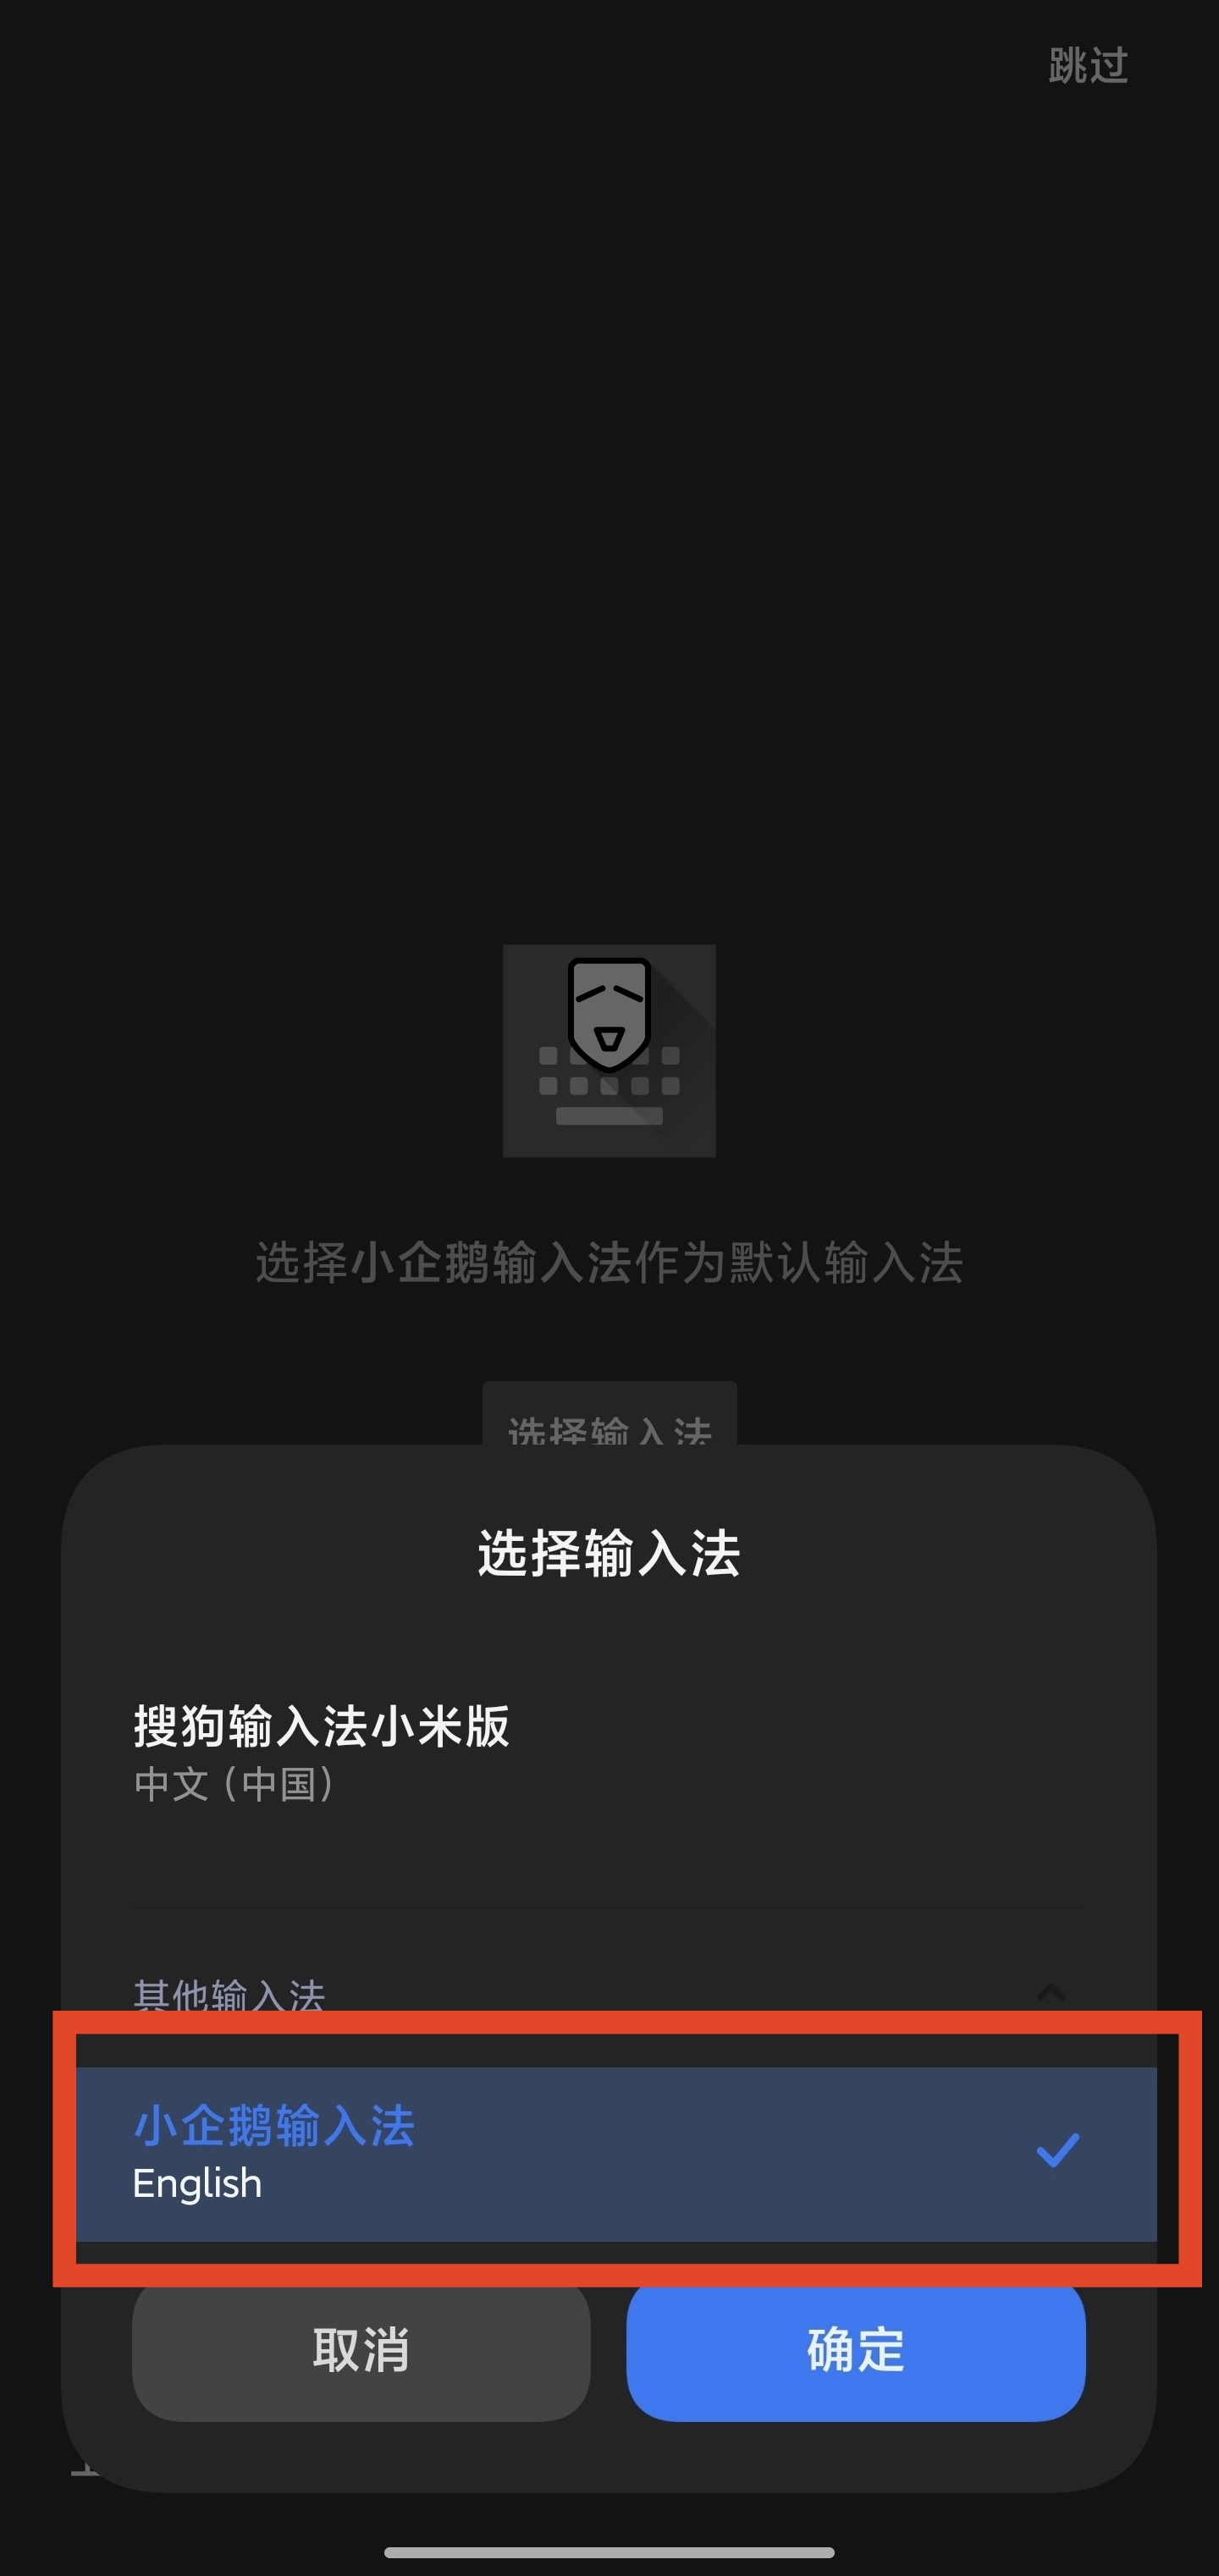 跳过
选择小企鹅输入法作为默认输入法
选择输入法
选择输入法
搜狗输入法小米版
中文 (中国)
其他输入法
小企鹅输入法
English
取消
确定